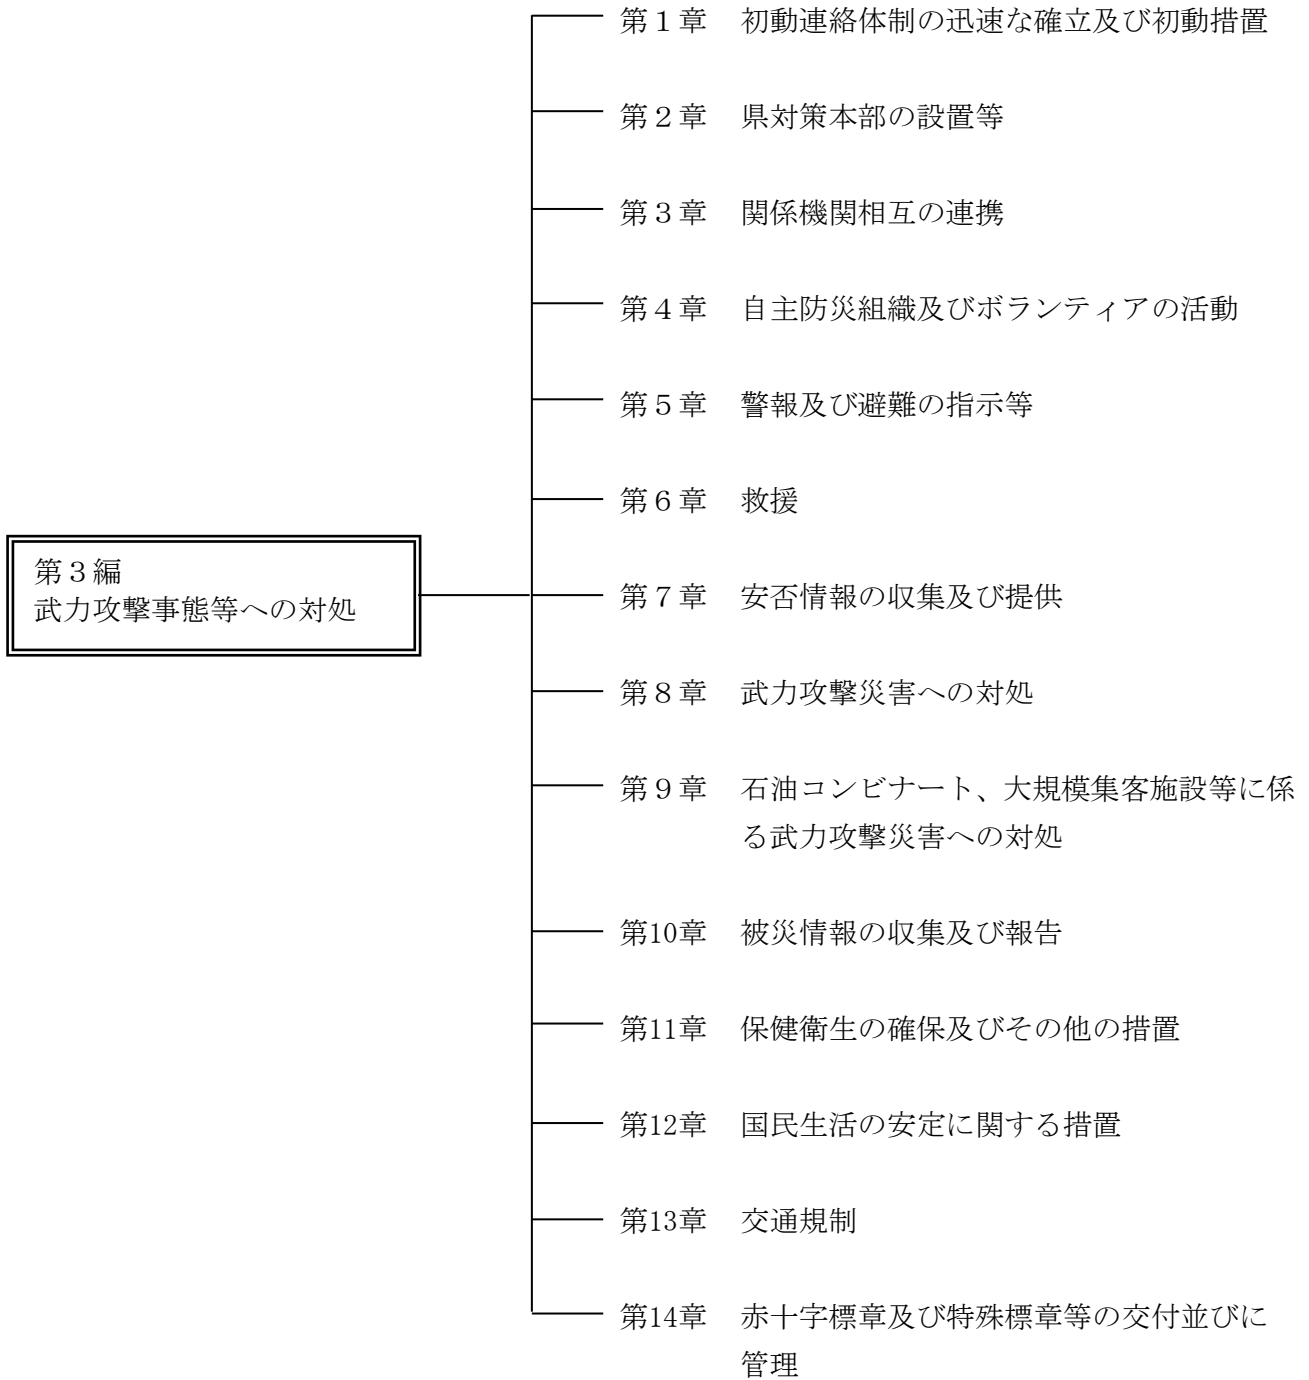 第１章　初動連絡体制の迅速な確立及び初動措置
第２章　県対策本部の設置等
第３章　関係機関相互の連携
第４章　自主防災組織及びボランティアの活動
第５章　警報及び避難の指示等
第６章　救援
第３編
武力攻撃事態等への対処
第７章　安否情報の収集及び提供
第８章　武力攻撃災害への対処
第９章　石油コンビナート、大規模集客施設等に係
る武力攻撃災害への対処
第10章　被災情報の収集及び報告
第11章　保健衛生の確保及びその他の措置
第12章　国民生活の安定に関する措置
第13章　交通規制
第14章　赤十字標章及び特殊標章等の交付並びに
管理